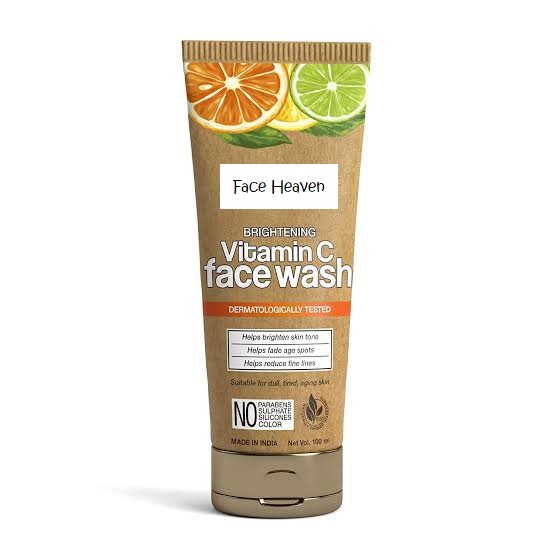 Face Heaven
BRIGHTENING
Vitamin C
face wash
DERMATOLOGICALLY TESTED
Helps brighten skin tone
Helps fade age spots
Helps reduce fine lines
Suitable for dull, tired, aging skin
NO PARABENS
SULPHATE
SILICONES
COLOR
MADE IN INDIA Net Vol. 100 ml